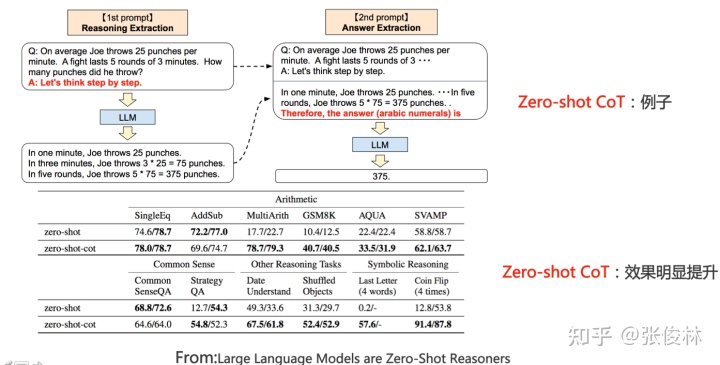 【1st prompt】
Reasoning Extraction
Q: On average Joe throws 25 punches per
minute. A fight lasts 5 rounds of 3 minutes. How
many punches did he throw?
A: Let's think step by step.
LLM
In one minute, Joe throws 25 punches.
In three minutes, Joe throws 3 * 25 = 75 punches.
In five rounds, Joe throws 5 * 75 = 375 punches.
【2nd prompt】
Answer Extraction
Q: On average Joe throws 25 punches per
minute. A fight lasts 5 rounds of 3 ···
A: Let's think step by step.
In one minute, Joe throws 25 punches. ···In five
rounds, Joe throws 5 * 75 = 375 punches. .
Therefore, the answer (arabic numerals) is
LLM
375.
Zero-shot CoT：例子
Arithmetic
SingleEq AddSub MultiArith GSM8K AQUA SVAMP
zero-shot 74.6/78.7 72.2/77.0 17.7/22.7 10.4/12.5 22.4/22.4 58.8/58.7
zero-shot-cot 78.0/78.7 69.6/74.7 78.7/79.3 40.7/40.5 33.5/31.9 62.1/63.7
Common Sense Other Reasoning Tasks Symbolic Reasoning
Common Strategy Date Shuffled Last Letter Coin Flip
SenseQA QA Understand Objects (4 words) (4 times)
zero-shot 68.8/72.6 12.7/54.3 49.3/33.6 31.3/29.7 0.2/- 12.8/53.8
zero-shot-cot 64.6/64.0 54.8/52.3 67.5/61.8 52.4/52.9 57.6/- 91.4/87.8
Zero-shot CoT：效果明显提升
知乎 @张俊林
From:Large Language Models are Zero-Shot Reasoners